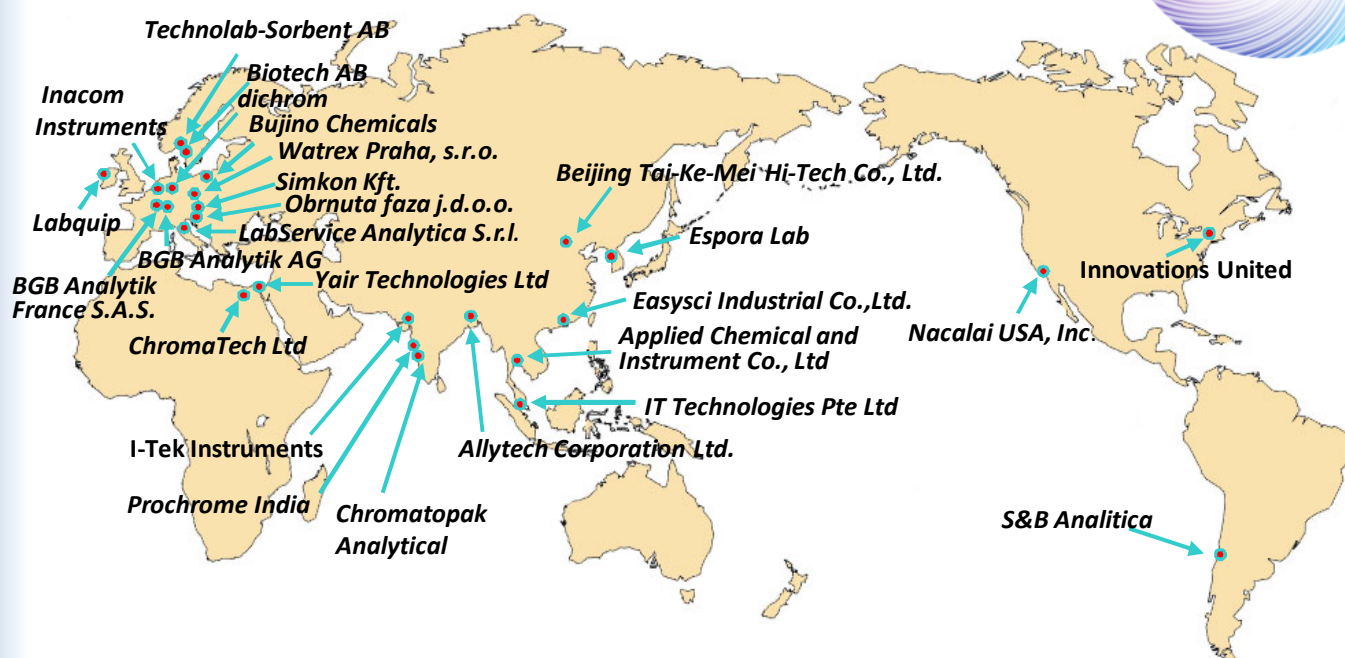 Technolab-Sorbent AB
Biotech AB
dichrom
Inacom
Instruments
Bujino Chemicals
Watrex Praha, s.r.o.
Simkon Kft.
Obrnuta faza j.d.o.o.
LabService Analytica S.r.l.
Labquip
BGB Analytik AG
BGB Analytik
France S.A.S.
Yair Technologies Ltd
ChromaTech Ltd
Beijing Tai-Ke-Mei Hi-Tech Co., Ltd.
Espora Lab
Easysci Industrial Co.,Ltd.
Applied Chemical and
Instrument Co., Ltd
IT Technologies Pte Ltd
I-Tek Instruments
Allytech Corporation Ltd.
Prochrome India
Chromatopak
Analytical
Innovations United
Nacalai USA, Inc.
S&B Analitica